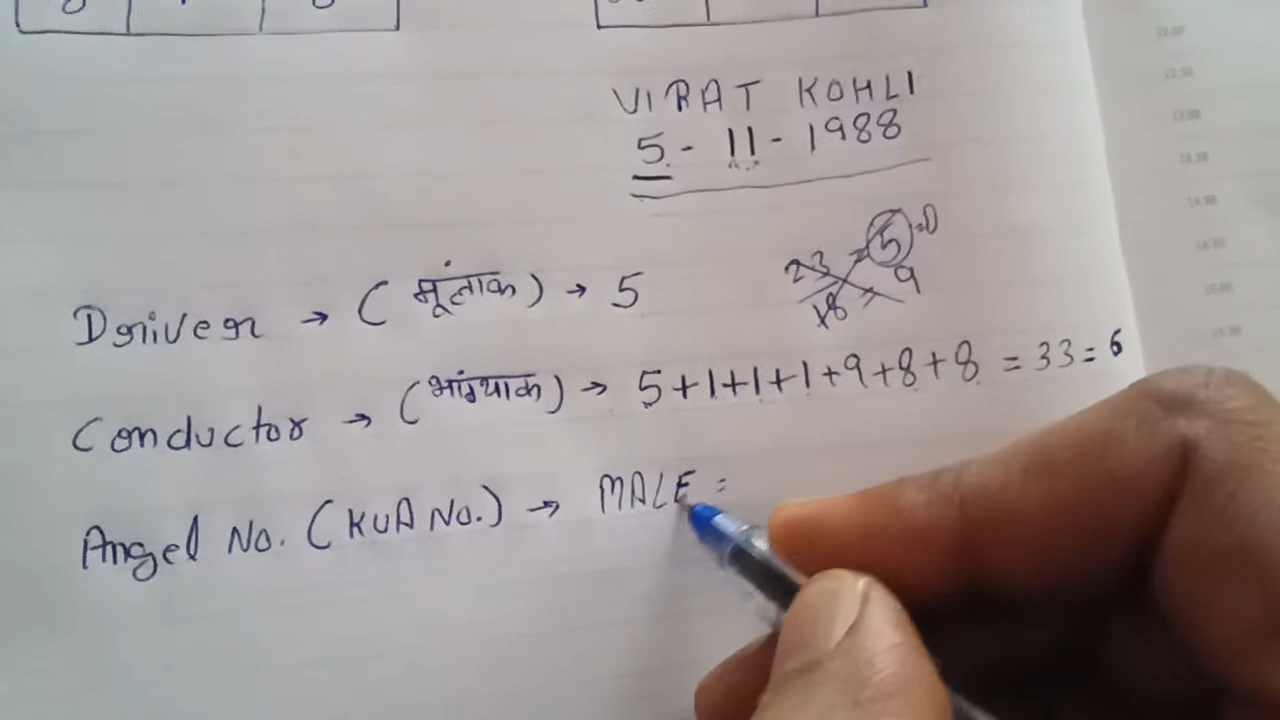 VIRAT KOHLI
5 - 11 - 1988
23 = 5
18 = 9
Driver → (मूलांक) → 5
Conductor → (भाग्यांक) → 5+1+1+1+9+8+8 = 33 = 6
Angel No. (KUA No.) → MALE =